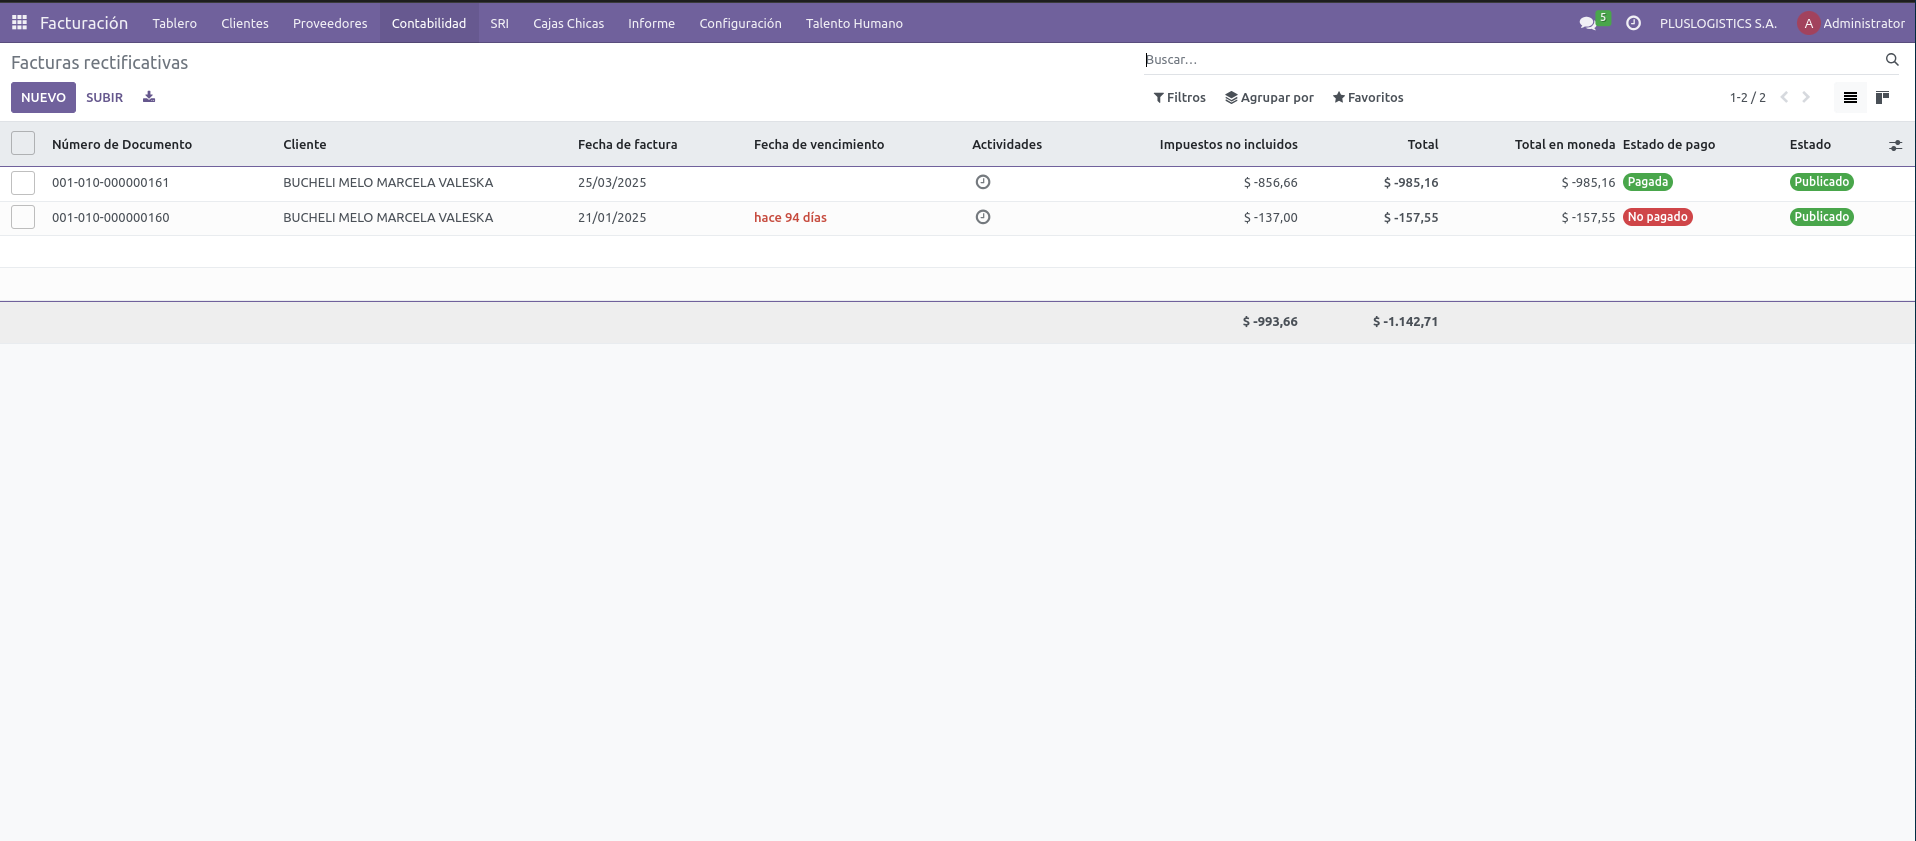 Facturación Tablero Clientes Proveedores Contabilidad SRI Cajas Chicas Informe Configuración Talento Humano 5 PLUSLOGISTICS S.A. A Administrator
Facturas rectificativas Buscar...
NUEVO SUBIR Filtros Agrupar por Favoritos 1-2 / 2
Número de Documento Cliente Fecha de factura Fecha de vencimiento Actividades Impuestos no incluidos Total Total en moneda Estado de pago Estado
001-010-000000161 BUCHELI MELO MARCELA VALESKA 25/03/2025 $ -856,66 $ -985,16 $ -985,16 Pagada Publicado
001-010-000000160 BUCHELI MELO MARCELA VALESKA 21/01/2025 hace 94 días $ -137,00 $ -157,55 $ -157,55 No pagado Publicado
$ -993,66 $ -1.142,71